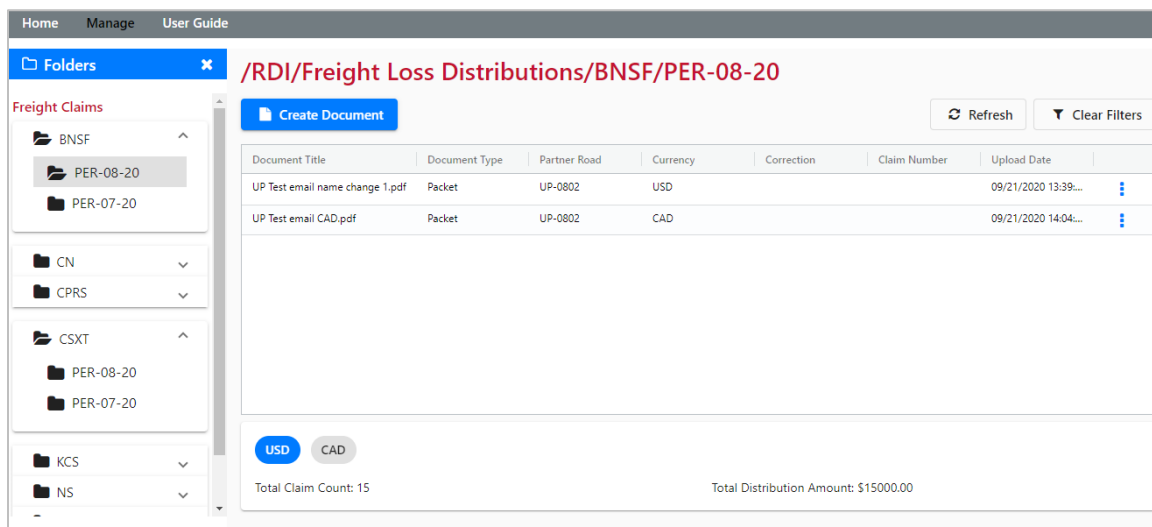 Home Manage User Guide
Folders
Freight Claims
BNSF
PER-08-20
PER-07-20
CN
CPRS
CSXT
PER-08-20
PER-07-20
KCS
NS
/RDI/Freight Loss Distributions/BNSF/PER-08-20
Create Document Refresh Clear Filters
Document Title Document Type Partner Road Currency Correction Claim Number Upload Date
UP Test email name change 1.pdf Packet UP-0802 USD 09/21/2020 13:39:...
UP Test email CAD.pdf Packet UP-0802 CAD 09/21/2020 14:04:...
USD CAD
Total Claim Count: 15 Total Distribution Amount: $15000.00